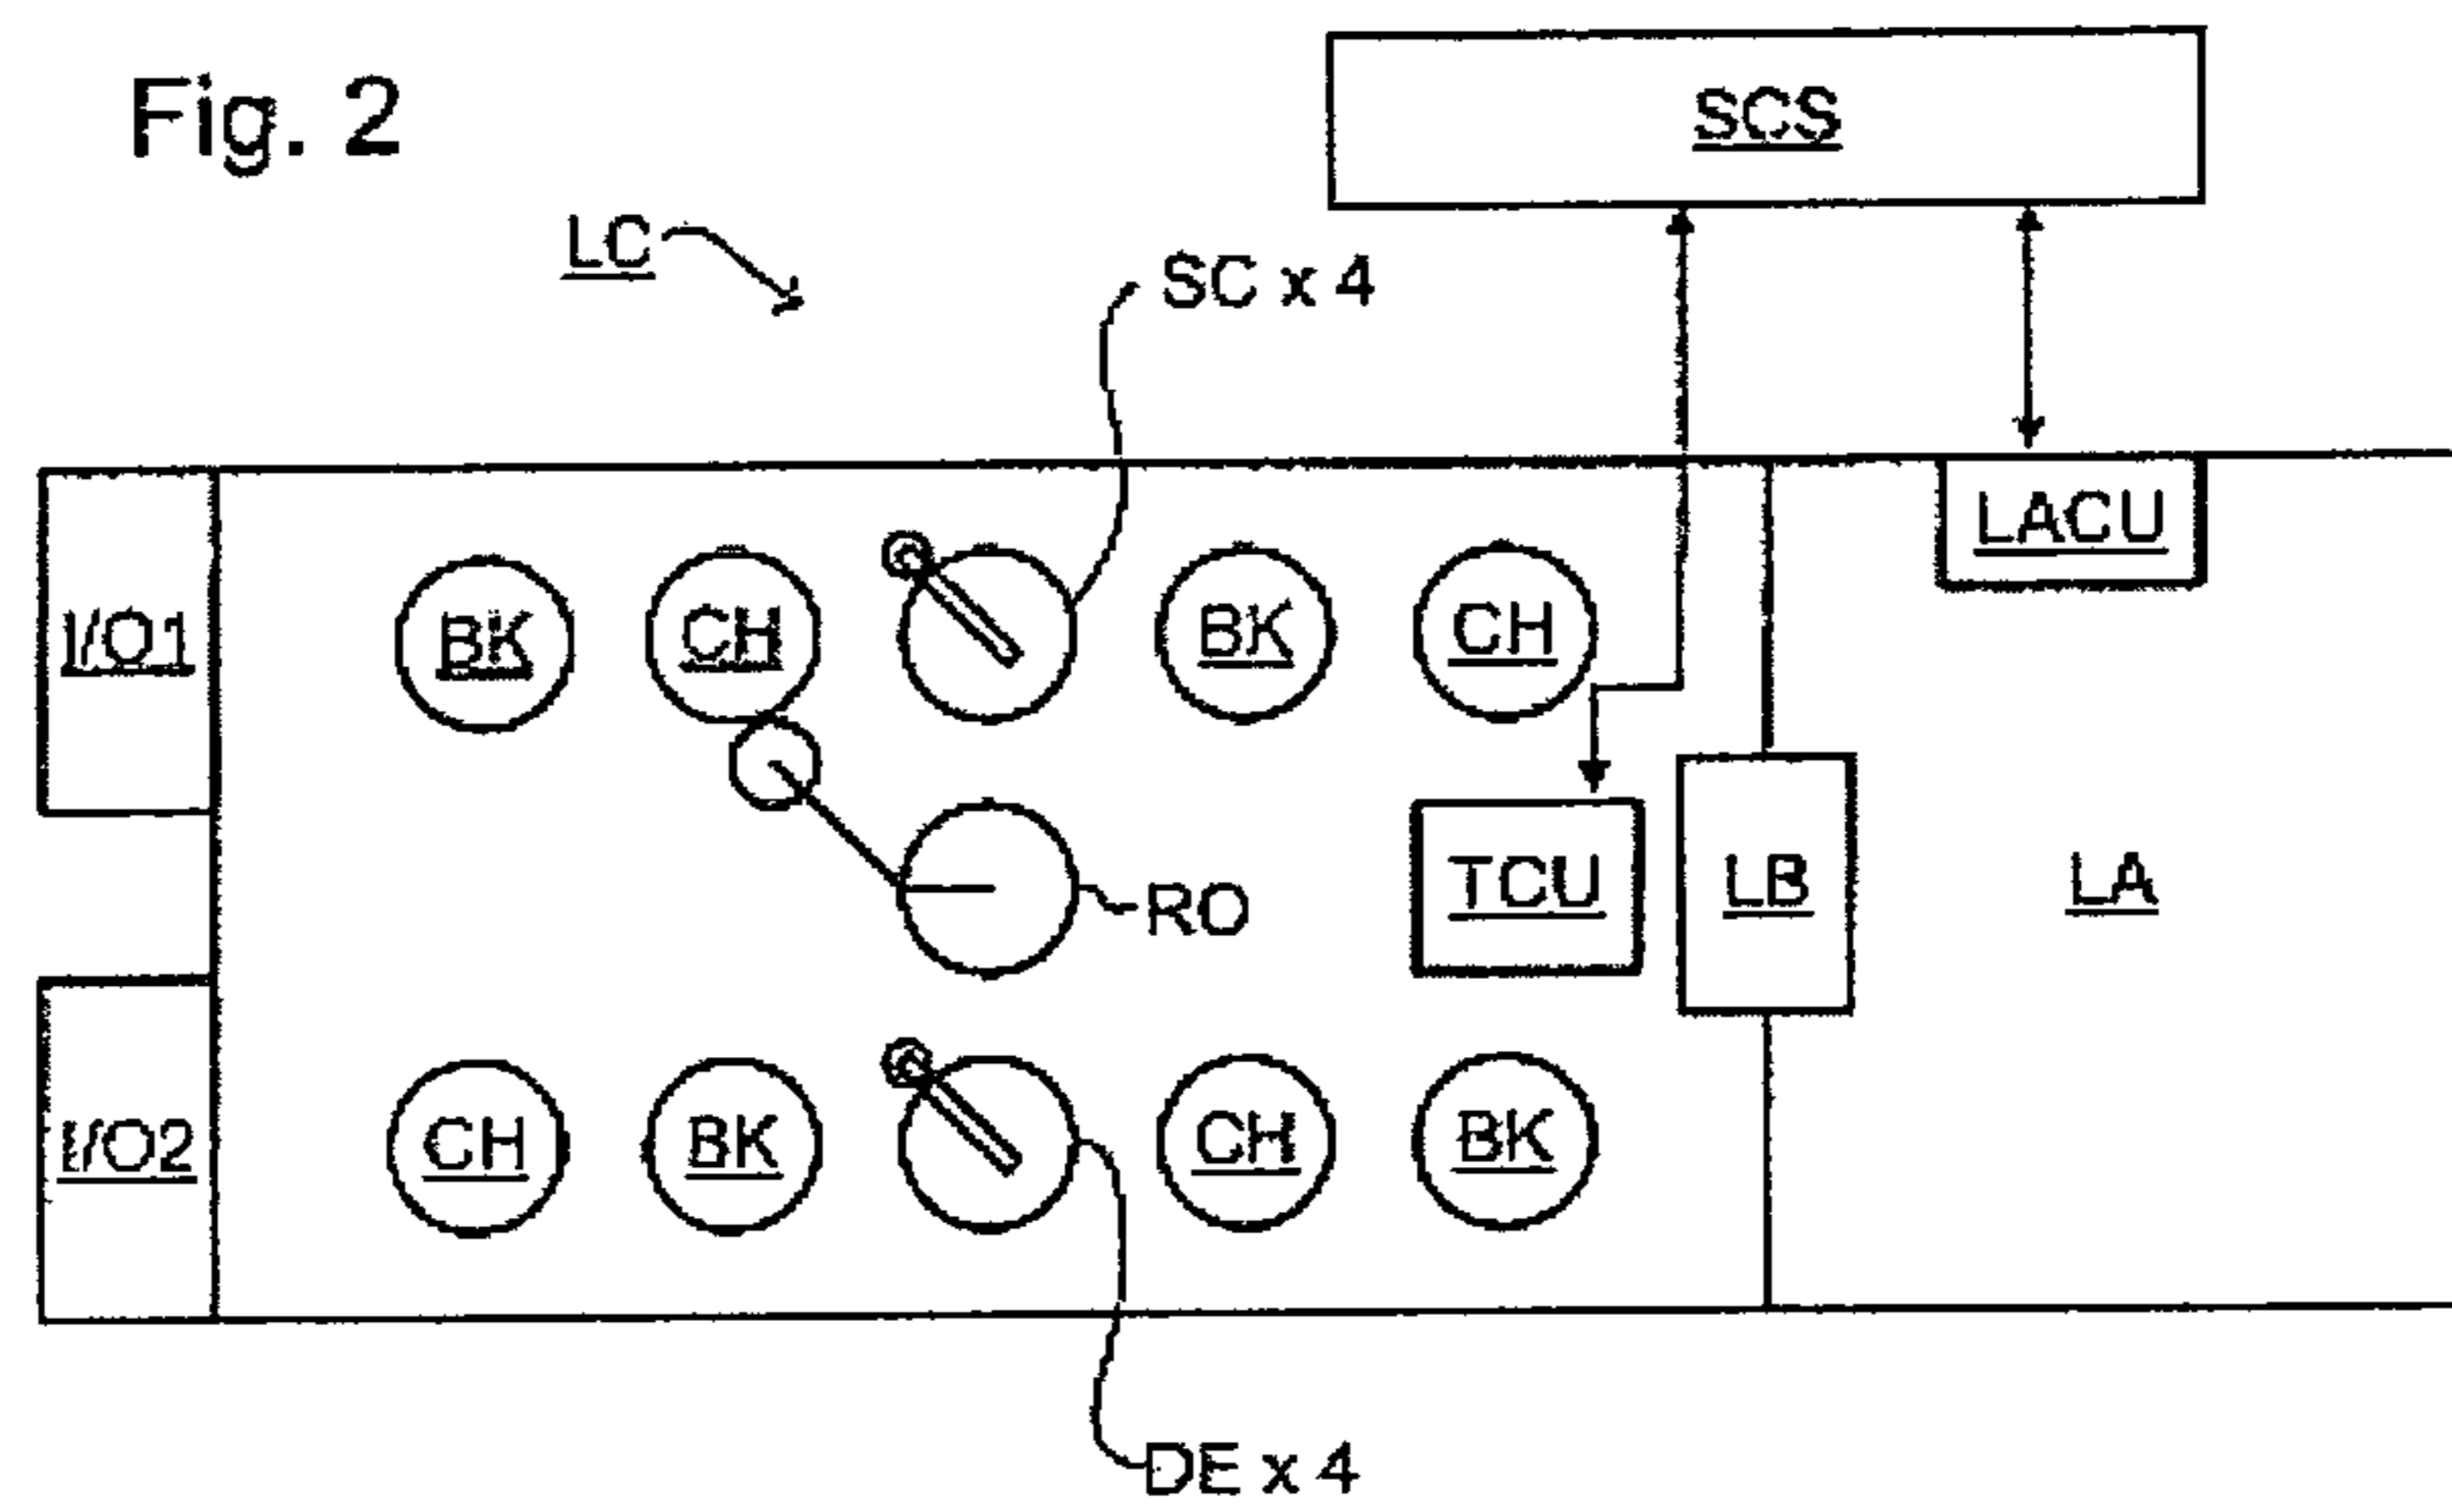 Fig. 2
SCS
LC
SC x 4
LACU
I/O1
BK
CH
BK
CH
RO
TCU
LB
LA
I/O2
CH
BK
CH
BK
DE x 4